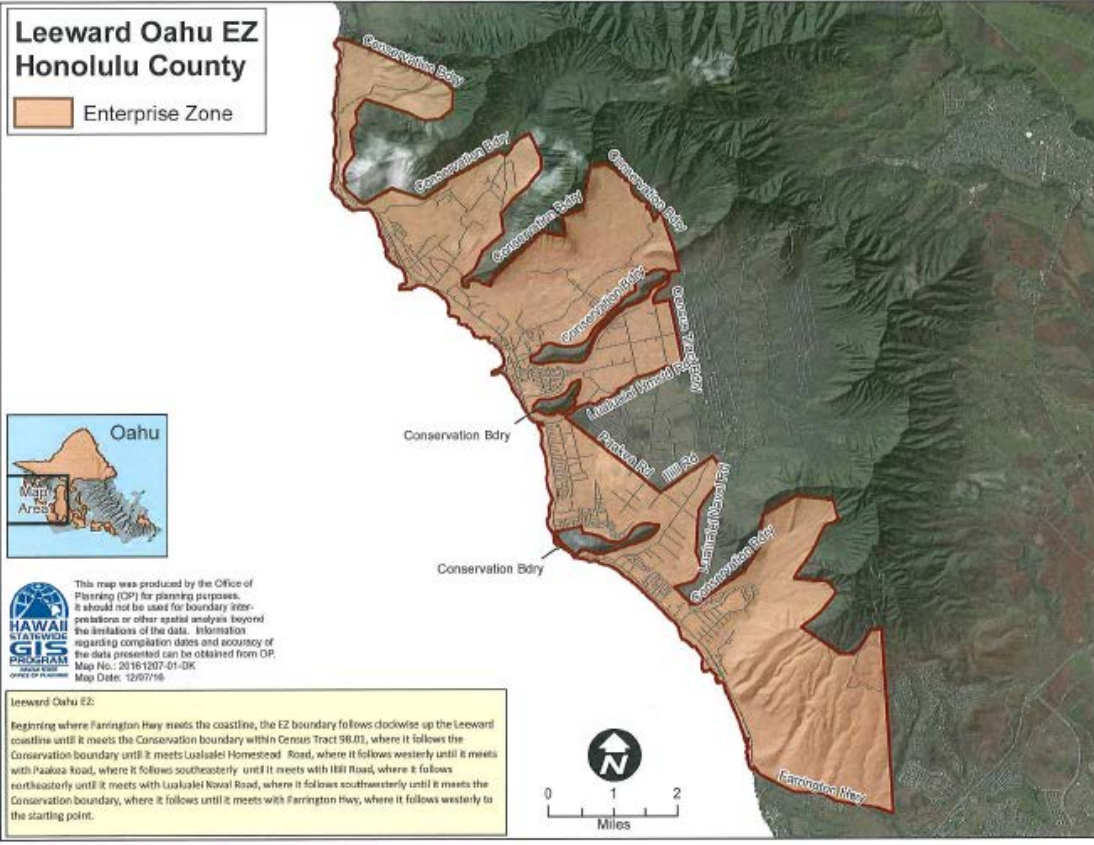 Leeward Oahu EZ
Honolulu County
Enterprise Zone
Conservation Bdry
Conservation Bdry
Conservation Bdry
Conservation Bdry
Conservation Bdry
Lualualei Hmstd R
Conservation Bdry
Paakea Rd
Ilili Rd
Lualualei Naval Rd
Conservation Bdry
Conservation Bdry
Farrington Hwy
Oahu
Map
Area
HAWAII
STATEWIDE
GIS
PROGRAM
This map was produced by the Office of
Planning (OP) for planning purposes.
It should not be used for boundary inter-
pretations or other spatial analysis beyond
the limitations of the data. Information
regarding compilation dates and accuracy of
the data presented can be obtained from OP.
Map No.: 20161207-01-DK
Map Date: 12/07/16
Leeward Oahu EZ:
Beginning where Farrington Hwy meets the coastline, the EZ boundary follows clockwise up the Leeward
coastline until it meets the Conservation boundary within Census Tract 98.01, where it follows the
Conservation boundary until it meets Lualualei Homestead Road, where it follows westerly until it meets
with Paakea Road, where it follows southeasterly until it meets with Ilili Road, where it follows
northeasterly until it meets with Lualualei Naval Road, where it follows southwesterly until it meets the
Conservation boundary, where it follows until it meets with Farrington Hwy, where it follows westerly to
the starting point.
N
0 1 2
Miles